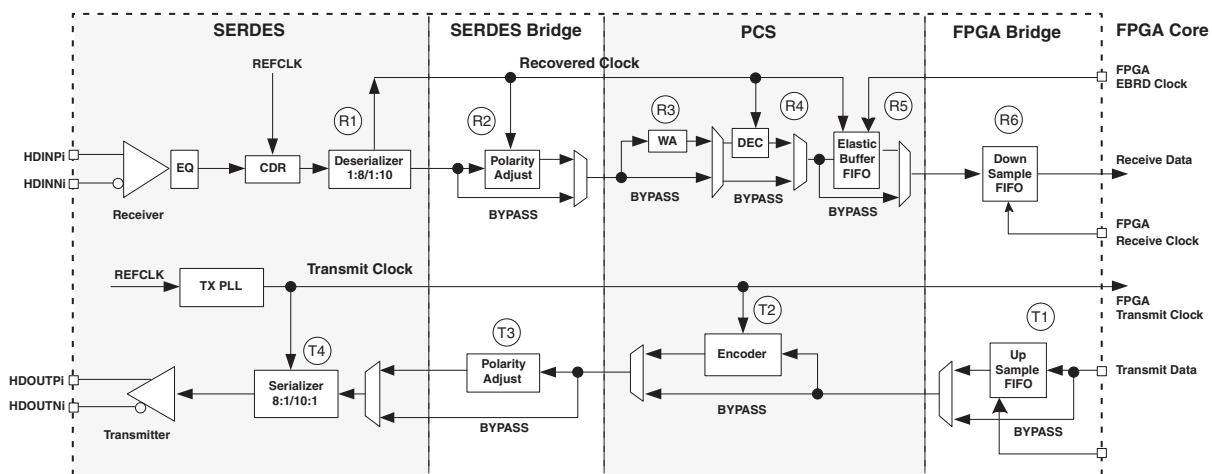 SERDES
SERDES Bridge
PCS
FPGA Bridge
FPGA Core
REFCLK
Recovered Clock
FPGA
EBRD Clock
R1
R2
R3
R4
R5
R6
HDINPi
HDINNi
EQ
CDR
Deserializer
1:8/1:10
Polarity
Adjust
WA
DEC
Elastic
Buffer
FIFO
Down
Sample
FIFO
Receive Data
Receiver
BYPASS
BYPASS
BYPASS
BYPASS
FPGA
Receive Clock
REFCLK
TX PLL
Transmit Clock
FPGA
Transmit Clock
T4
T3
T2
T1
HDOUTPi
HDOUTNi
Transmitter
Serializer
8:1/10:1
Polarity
Adjust
Encoder
Up
Sample
FIFO
Transmit Data
BYPASS
BYPASS
BYPASS